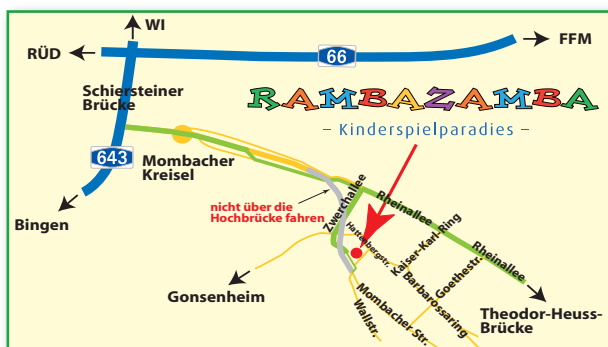 WI
RÜD
66
FFM
Schiersteiner
Brücke
RAMBAZAMBA
– Kinderspielparadies –
643
Mombacher
Kreisel
nicht über die
Hochbrücke fahren
Bingen
Zwerchallee
Rheinallee
Hattenbergstr.
Kaiser-Karl-Ring
Rheinallee
Goethestr.
Barbarossaring
Gonsenheim
Mombacher Str.
Wallstr.
Theodor-Heuss-
Brücke